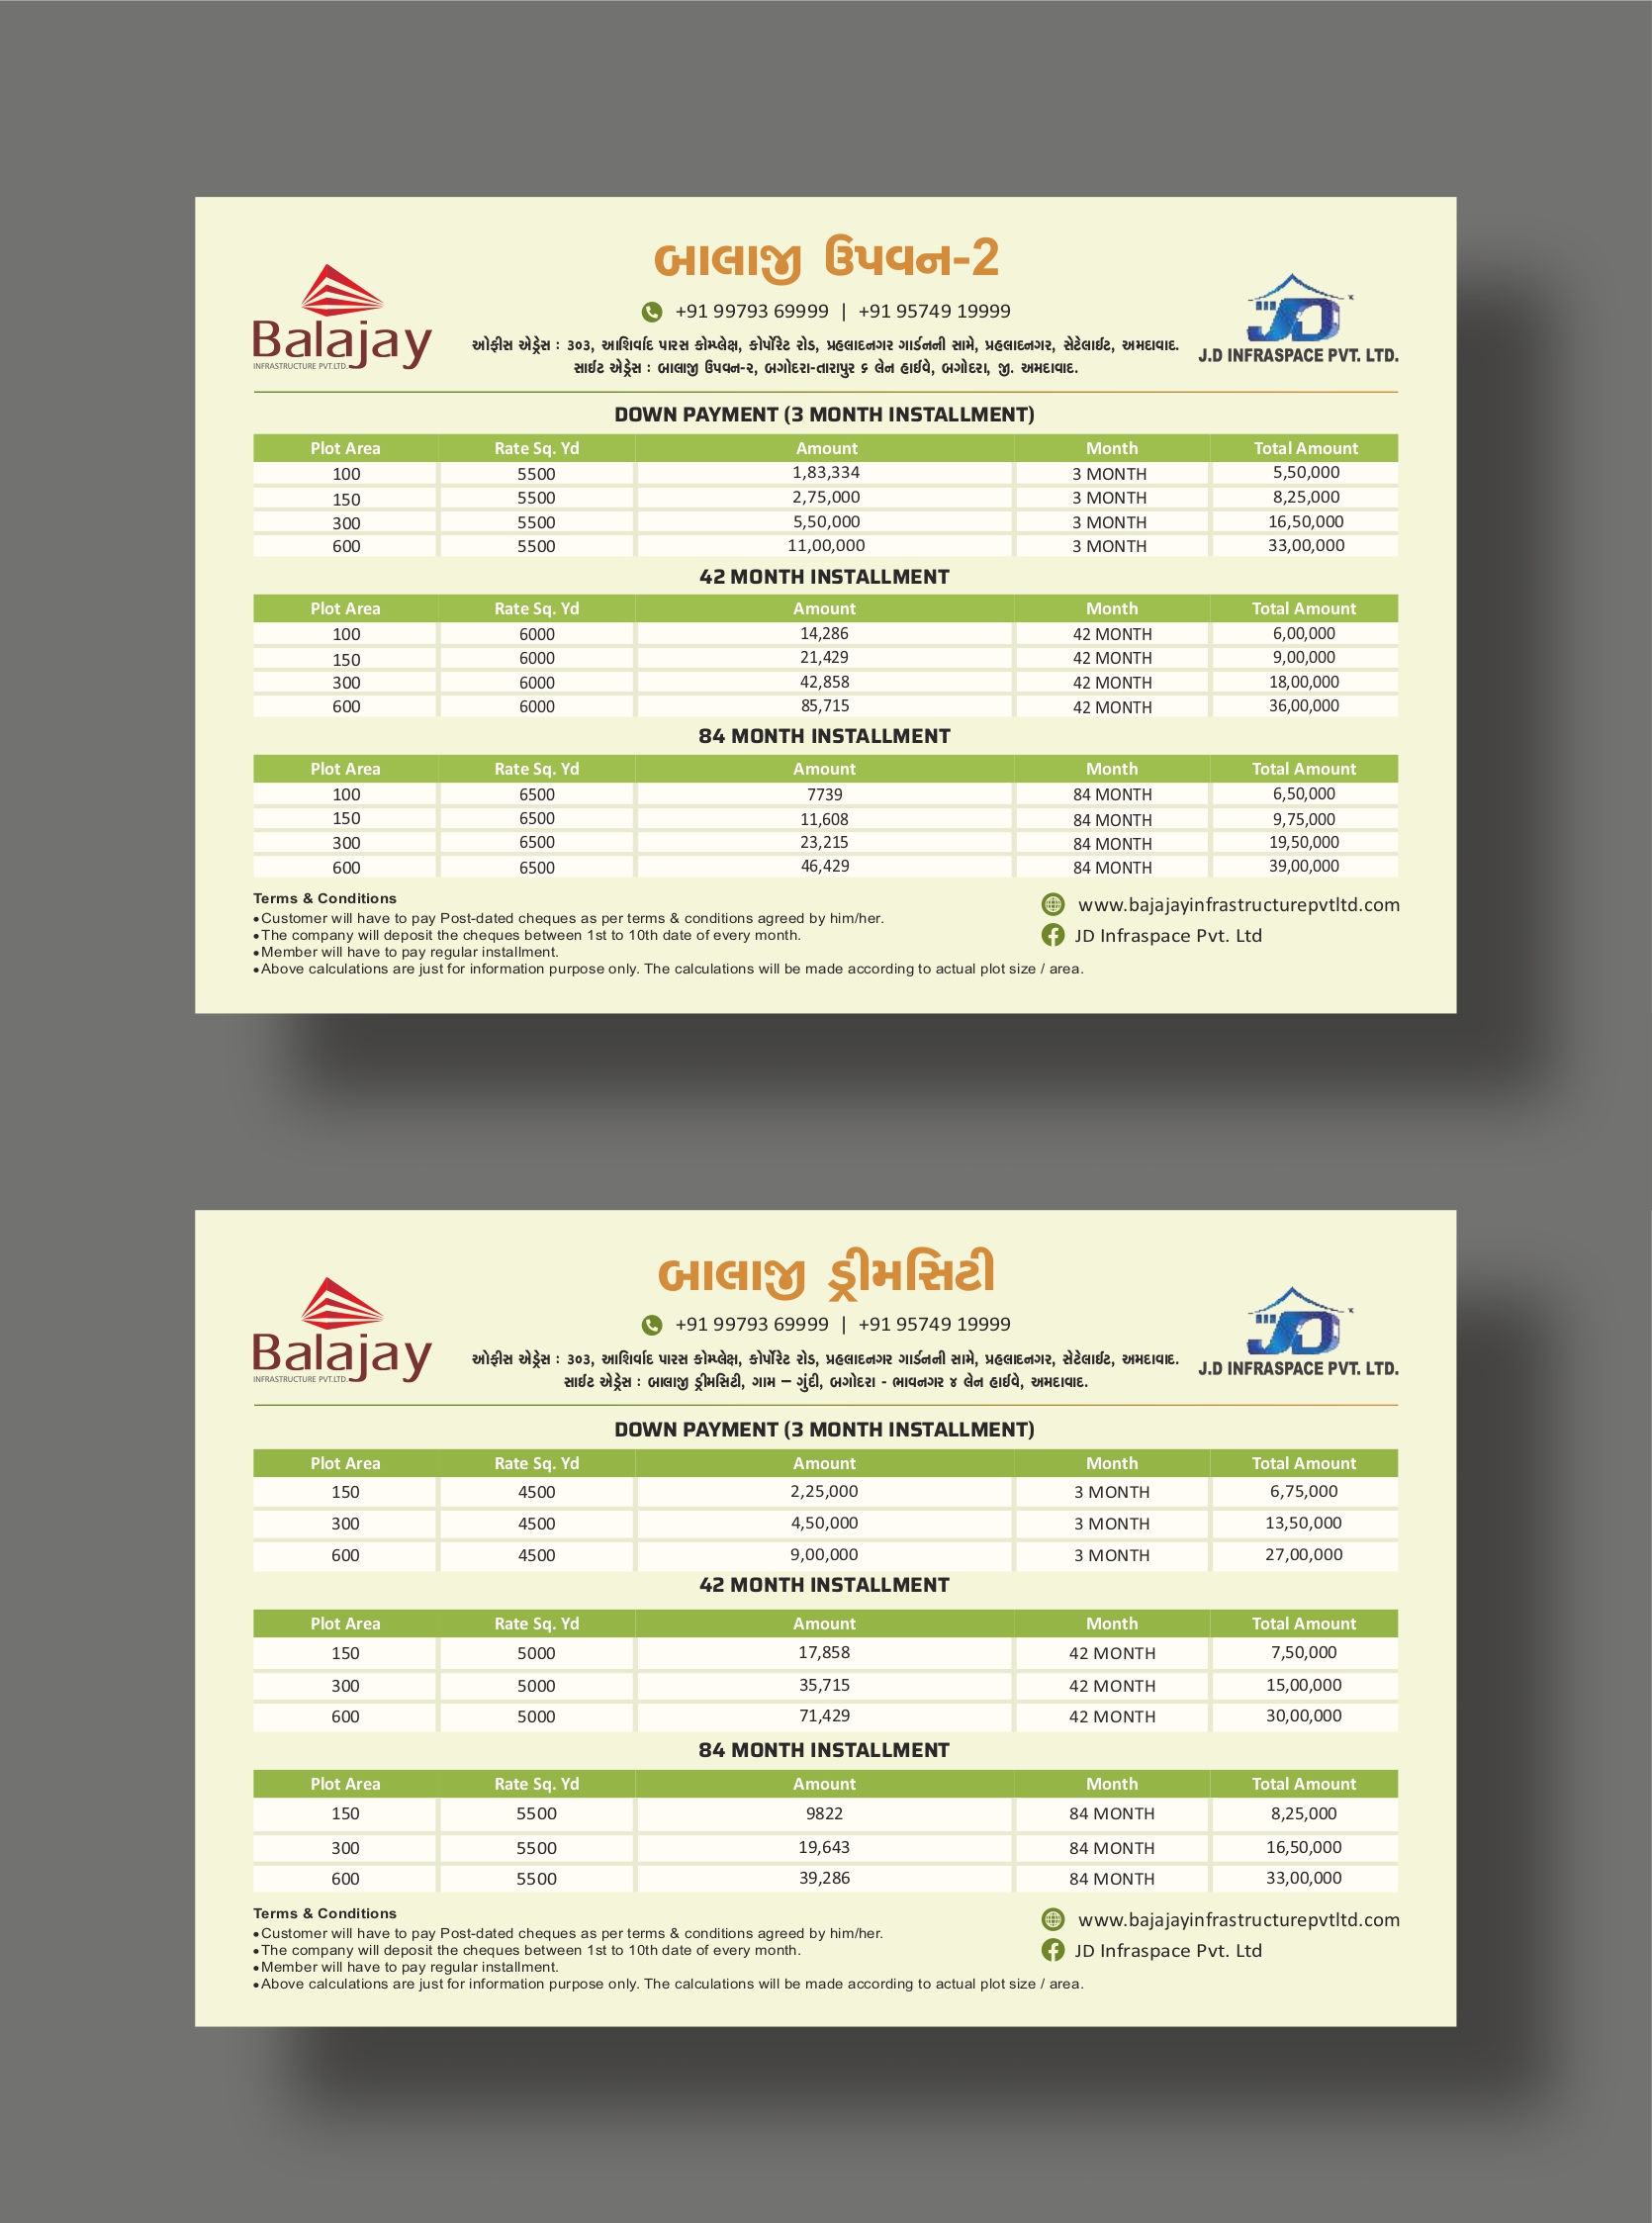 બાલાજી ઉપવન-2
+91 99793 69999 | +91 95749 19999
Balajay
INFRASTRUCTURE PVT.LTD.
ઓફીસ એડ્રેસ : ૩૦૩, આશિર્વાદ પારસ કોમ્પ્લેક્ષ, કોર્પોરેટ રોડ, પ્રહલાદનગર ગાર્ડનની સામે, પ્રહલાદનગર, સેટેલાઈટ, અમદાવાદ.
સાઈટ એડ્રેસ : બાલાજી ઉપવન-૨, બગોદરા-તારાપુર ૬ લેન હાઈવે, બગોદરા, જી. અમદાવાદ.
JD
J.D INFRASPACE PVT. LTD.
DOWN PAYMENT (3 MONTH INSTALLMENT)
Plot Area Rate Sq. Yd Amount Month Total Amount
100 5500 1,83,334 3 MONTH 5,50,000
150 5500 2,75,000 3 MONTH 8,25,000
300 5500 5,50,000 3 MONTH 16,50,000
600 5500 11,00,000 3 MONTH 33,00,000
42 MONTH INSTALLMENT
Plot Area Rate Sq. Yd Amount Month Total Amount
100 6000 14,286 42 MONTH 6,00,000
150 6000 21,429 42 MONTH 9,00,000
300 6000 42,858 42 MONTH 18,00,000
600 6000 85,715 42 MONTH 36,00,000
84 MONTH INSTALLMENT
Plot Area Rate Sq. Yd Amount Month Total Amount
100 6500 7739 84 MONTH 6,50,000
150 6500 11,608 84 MONTH 9,75,000
300 6500 23,215 84 MONTH 19,50,000
600 6500 46,429 84 MONTH 39,00,000
Terms & Conditions
•Customer will have to pay Post-dated cheques as per terms & conditions agreed by him/her.
•The company will deposit the cheques between 1st to 10th date of every month.
•Member will have to pay regular installment.
•Above calculations are just for information purpose only. The calculations will be made according to actual plot size / area.
www.bajajayinfrastructurepvtltd.com
JD Infraspace Pvt. Ltd
બાલાજી ડ્રીમસિટી
+91 99793 69999 | +91 95749 19999
Balajay
INFRASTRUCTURE PVT.LTD.
ઓફીસ એડ્રેસ : ૩૦૩, આશિર્વાદ પારસ કોમ્પ્લેક્ષ, કોર્પોરેટ રોડ, પ્રહલાદનગર ગાર્ડનની સામે, પ્રહલાદનગર, સેટેલાઈટ, અમદાવાદ.
સાઈટ એડ્રેસ : બાલાજી ડ્રીમસિટી, ગામ – ગુંદી, બગોદરા - ભાવનગર ૪ લેન હાઈવે, અમદાવાદ.
JD
J.D INFRASPACE PVT. LTD.
DOWN PAYMENT (3 MONTH INSTALLMENT)
Plot Area Rate Sq. Yd Amount Month Total Amount
150 4500 2,25,000 3 MONTH 6,75,000
300 4500 4,50,000 3 MONTH 13,50,000
600 4500 9,00,000 3 MONTH 27,00,000
42 MONTH INSTALLMENT
Plot Area Rate Sq. Yd Amount Month Total Amount
150 5000 17,858 42 MONTH 7,50,000
300 5000 35,715 42 MONTH 15,00,000
600 5000 71,429 42 MONTH 30,00,000
84 MONTH INSTALLMENT
Plot Area Rate Sq. Yd Amount Month Total Amount
150 5500 9822 84 MONTH 8,25,000
300 5500 19,643 84 MONTH 16,50,000
600 5500 39,286 84 MONTH 33,00,000
Terms & Conditions
•Customer will have to pay Post-dated cheques as per terms & conditions agreed by him/her.
•The company will deposit the cheques between 1st to 10th date of every month.
•Member will have to pay regular installment.
•Above calculations are just for information purpose only. The calculations will be made according to actual plot size / area.
www.bajajayinfrastructurepvtltd.com
JD Infraspace Pvt. Ltd